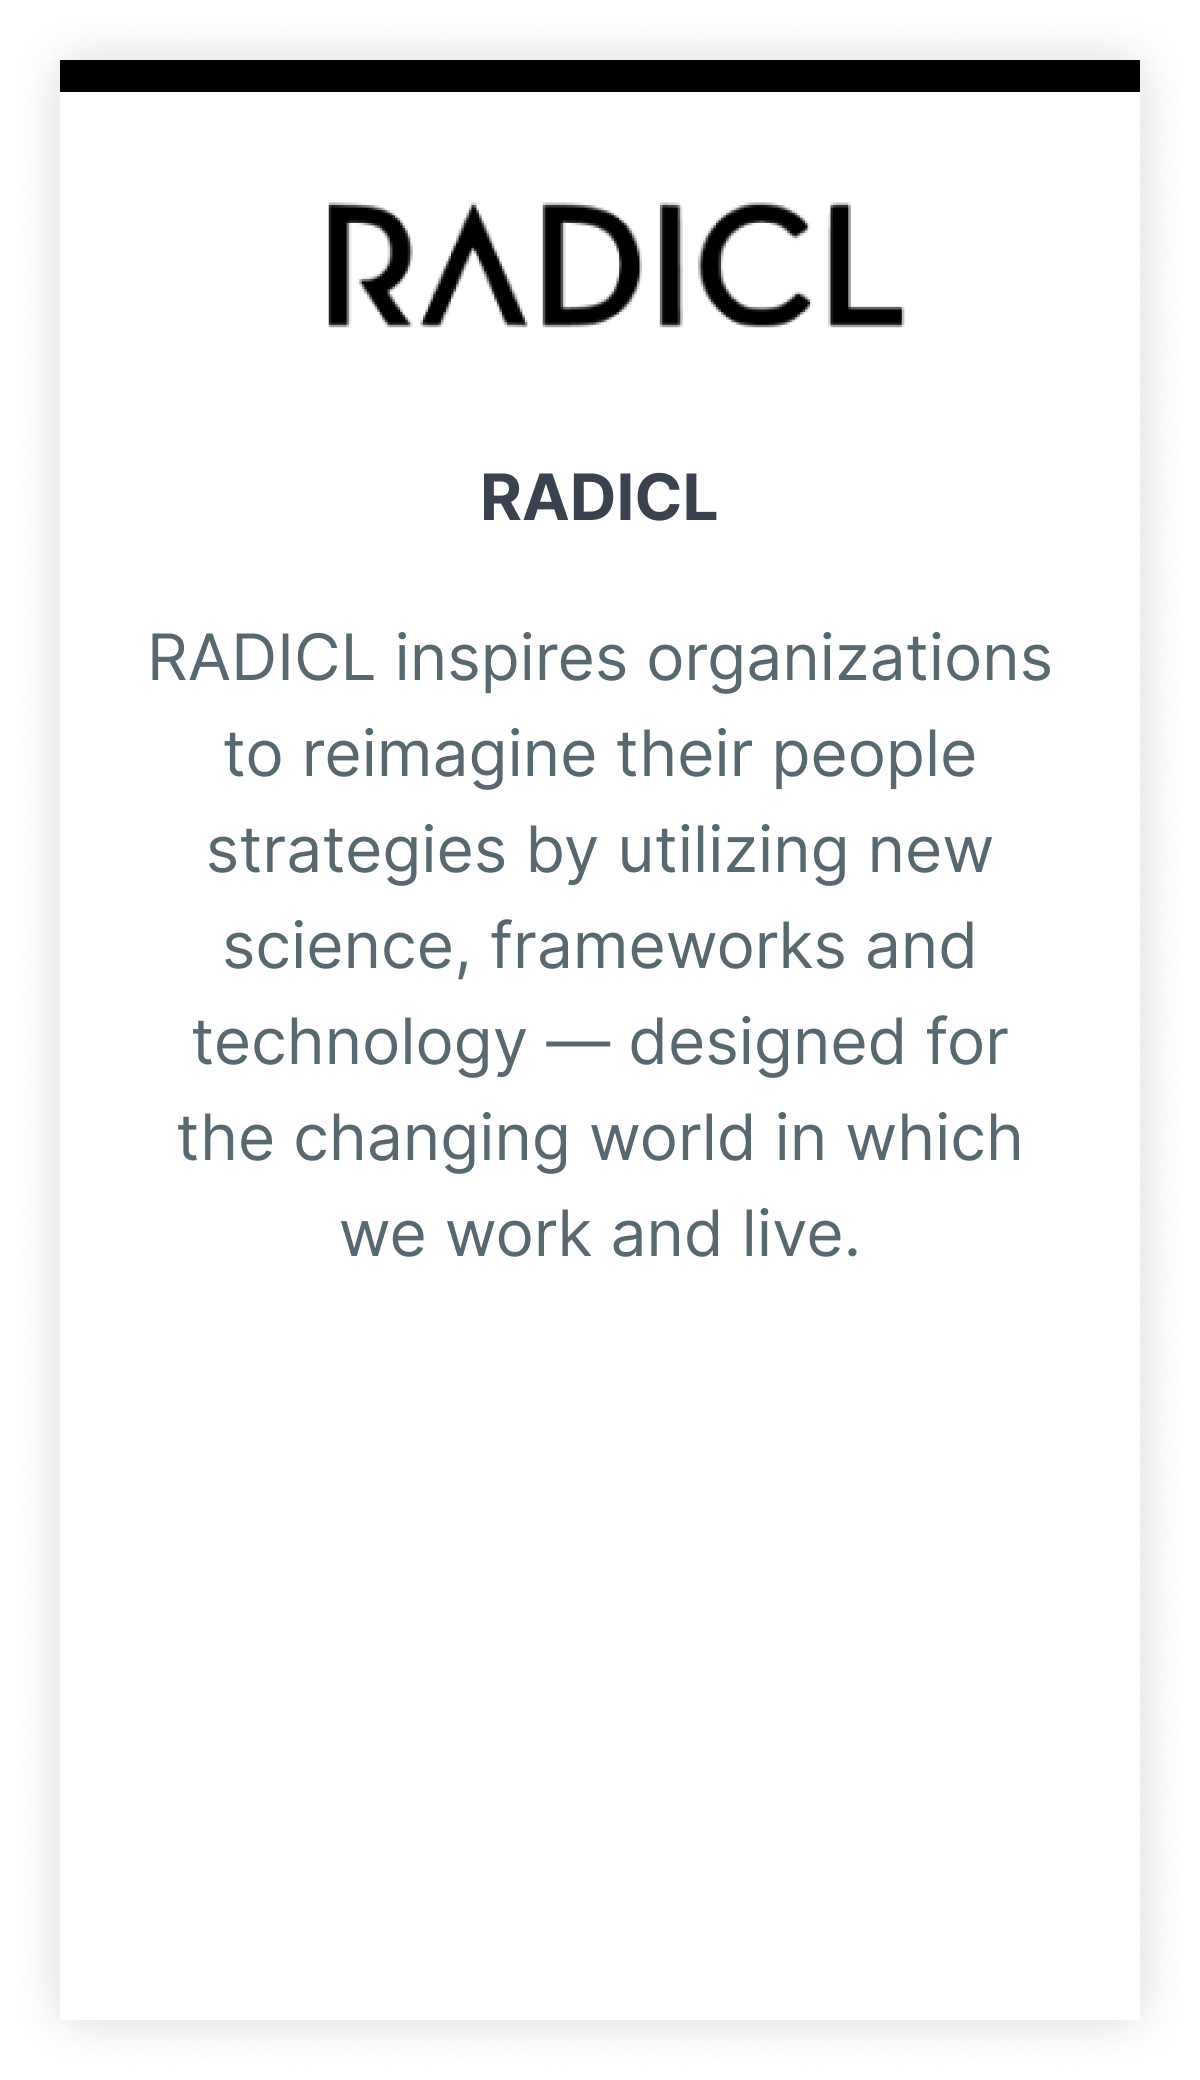 RADICL
RADICL
RADICL inspires organizations
to reimagine their people
strategies by utilizing new
science, frameworks and
technology — designed for
the changing world in which
we work and live.